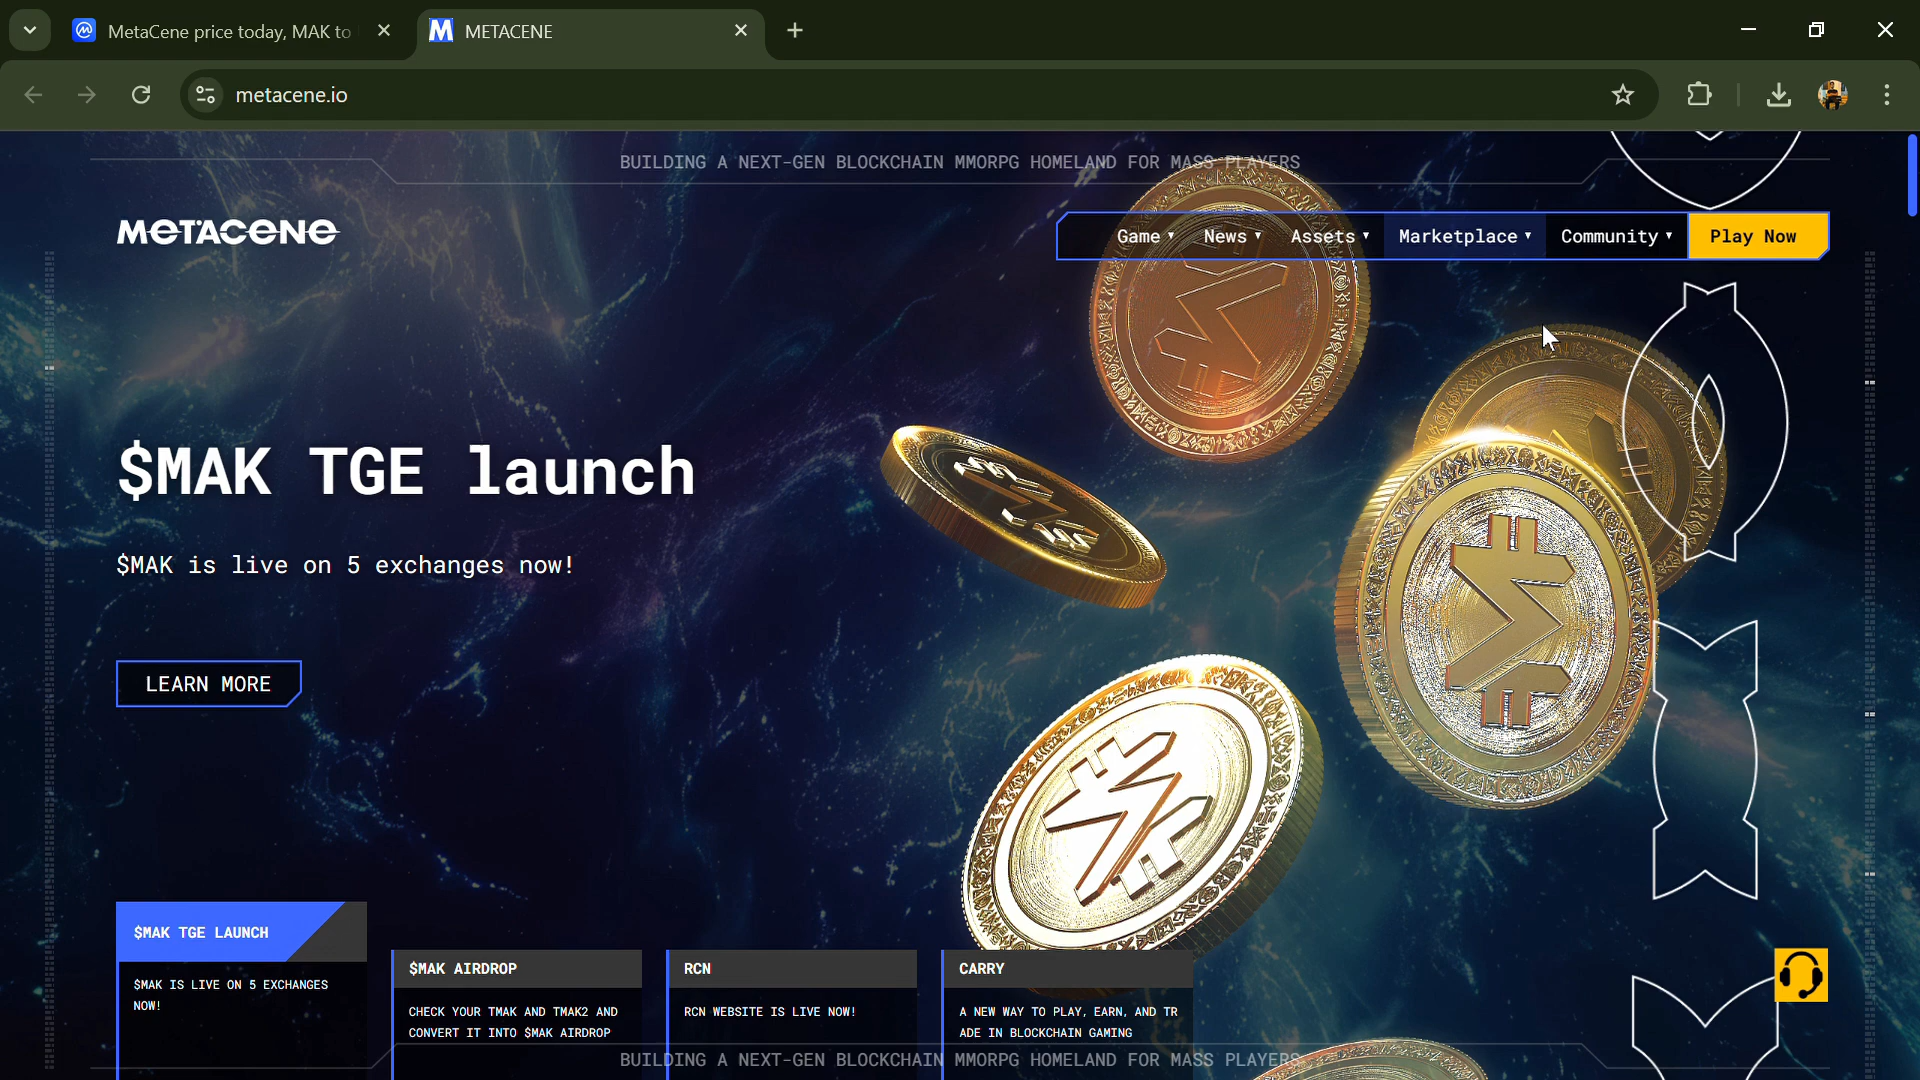 MetaCene price today, MAK to
METACENE
metacene.io
BUILDING A NEXT-GEN BLOCKCHAIN MMORPG HOMELAND FOR MASS PLAYERS
METACENE
Game
News
Assets
Marketplace
Community
Play Now
$MAK TGE launch
$MAK is live on 5 exchanges now!
LEARN MORE
$MAK TGE LAUNCH
$MAK IS LIVE ON 5 EXCHANGES
NOW!
$MAK AIRDROP
CHECK YOUR TMAK AND TMAK2 AND
CONVERT IT INTO $MAK AIRDROP
RCN
RCN WEBSITE IS LIVE NOW!
CARRY
A NEW WAY TO PLAY, EARN, AND TR
ADE IN BLOCKCHAIN GAMING
BUILDING A NEXT-GEN BLOCKCHAIN MMORPG HOMELAND FOR MASS PLAYERS